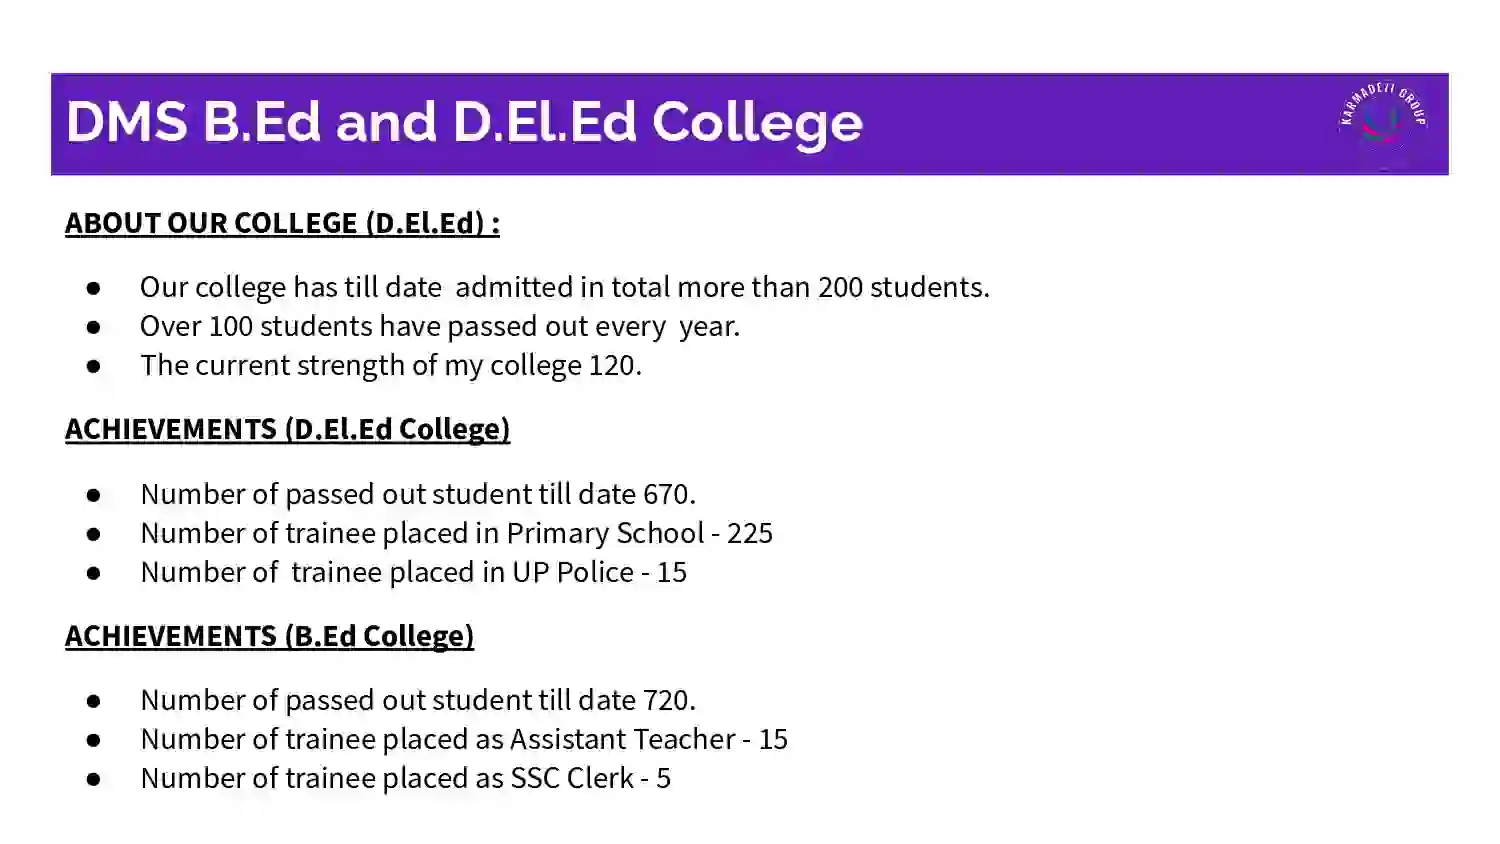 DMS B.Ed and D.El.Ed College
KARMADEVI GROUP
ABOUT OUR COLLEGE (D.El.Ed) :
● Our college has till date admitted in total more than 200 students.
● Over 100 students have passed out every year.
● The current strength of my college 120.
ACHIEVEMENTS (D.El.Ed College)
● Number of passed out student till date 670.
● Number of trainee placed in Primary School - 225
● Number of trainee placed in UP Police - 15
ACHIEVEMENTS (B.Ed College)
● Number of passed out student till date 720.
● Number of trainee placed as Assistant Teacher - 15
● Number of trainee placed as SSC Clerk - 5